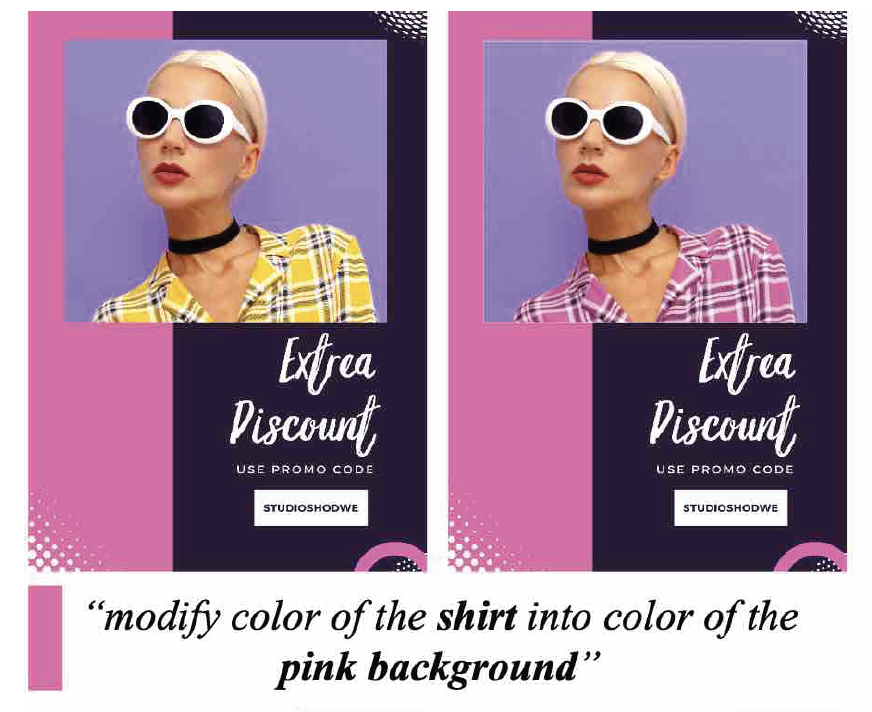 Extrea
Discount
USE PROMO CODE
STUDIOSHODWE
Extrea
Discount
USE PROMO CODE
STUDIOSHODWE
“modify color of the shirt into color of the
pink background”